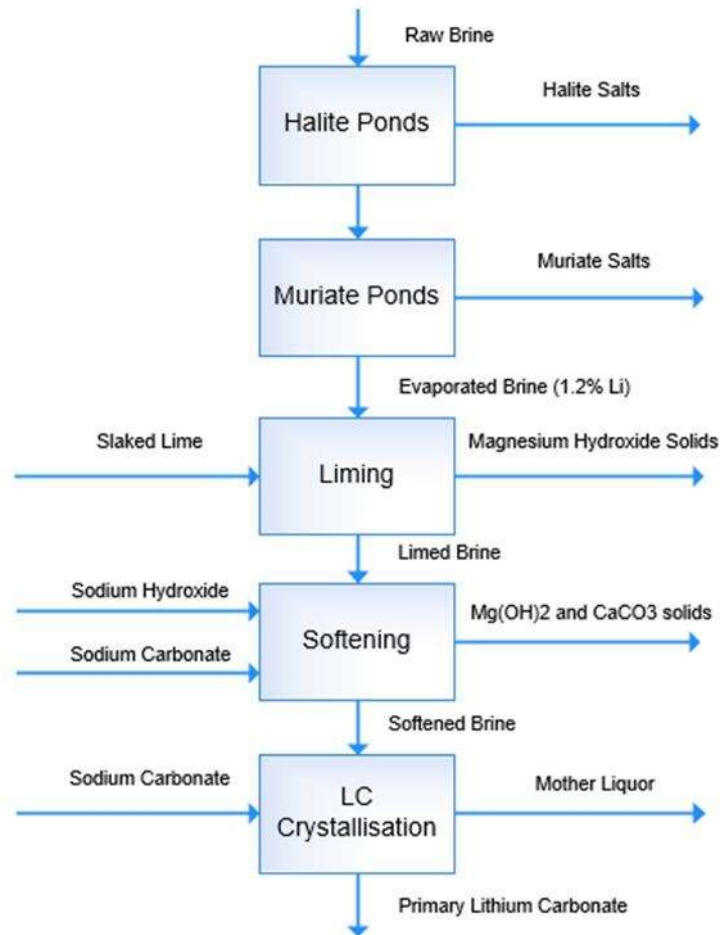 Raw Brine
Halite Ponds
Halite Salts
Muriate Ponds
Muriate Salts
Evaporated Brine (1.2% Li)
Slaked Lime
Liming
Magnesium Hydroxide Solids
Limed Brine
Sodium Hydroxide
Sodium Carbonate
Softening
Mg(OH)2 and CaCO3 solids
Softened Brine
Sodium Carbonate
LC
Crystallisation
Mother Liquor
Primary Lithium Carbonate